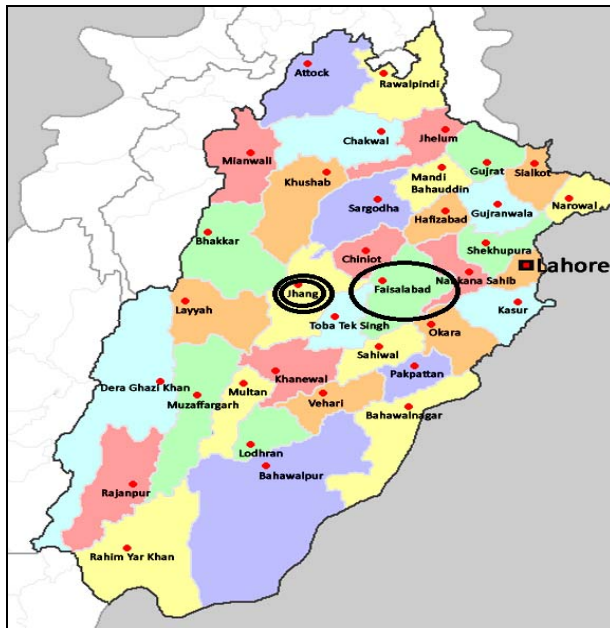 Attock
Rawalpindi
Chakwal
Jhelum
Mianwali
Khushab
Mandi
Bahauddin
Gujrat
Sialkot
Sargodha
Hafizabad
Gujranwala
Narowal
Bhakkar
Chiniot
Shekhupura
Lahore
Jhang
Faisalabad
Nankana Sahib
Layyah
Toba Tek Singh
Okara
Kasur
Sahiwal
Dera Ghazi Khan
Muzaffargarh
Multan
Khanewal
Pakpattan
Vehari
Bahawalnagar
Lodhran
Bahawalpur
Rajanpur
Rahim Yar Khan